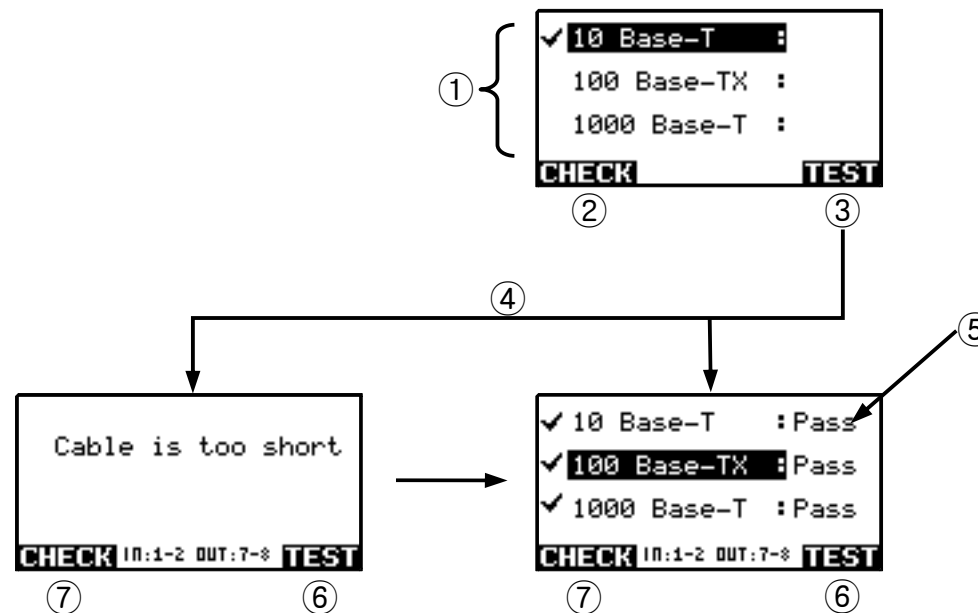 ✓ 10 Base-T :
100 Base-TX :
1000 Base-T :
①
CHECK TEST
② ③
④
⑤
Cable is too short
CHECK IN:1-2 OUT:7-8 TEST
⑦ ⑥
✓ 10 Base-T :Pass
✓ 100 Base-TX :Pass
✓ 1000 Base-T :Pass
CHECK IN:1-2 OUT:7-8 TEST
⑦ ⑥